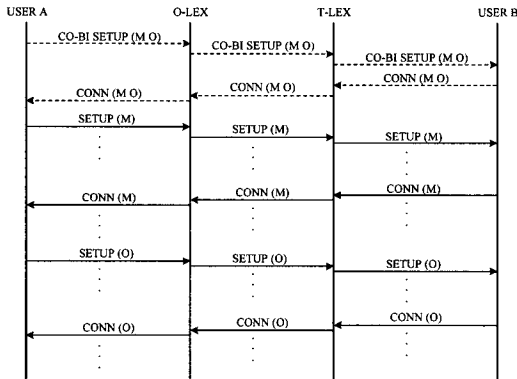 USER A O-LEX T-LEX USER B
CO-BI SETUP (M O)
CO-BI SETUP (M O)
CO-BI SETUP (M O)
CONN (M O)
CONN (M O)
CONN (M O)
SETUP (M)
SETUP (M)
SETUP (M)
CONN (M)
CONN (M)
CONN (M)
SETUP (O)
SETUP (O)
SETUP (O)
CONN (O)
CONN (O)
CONN (O)